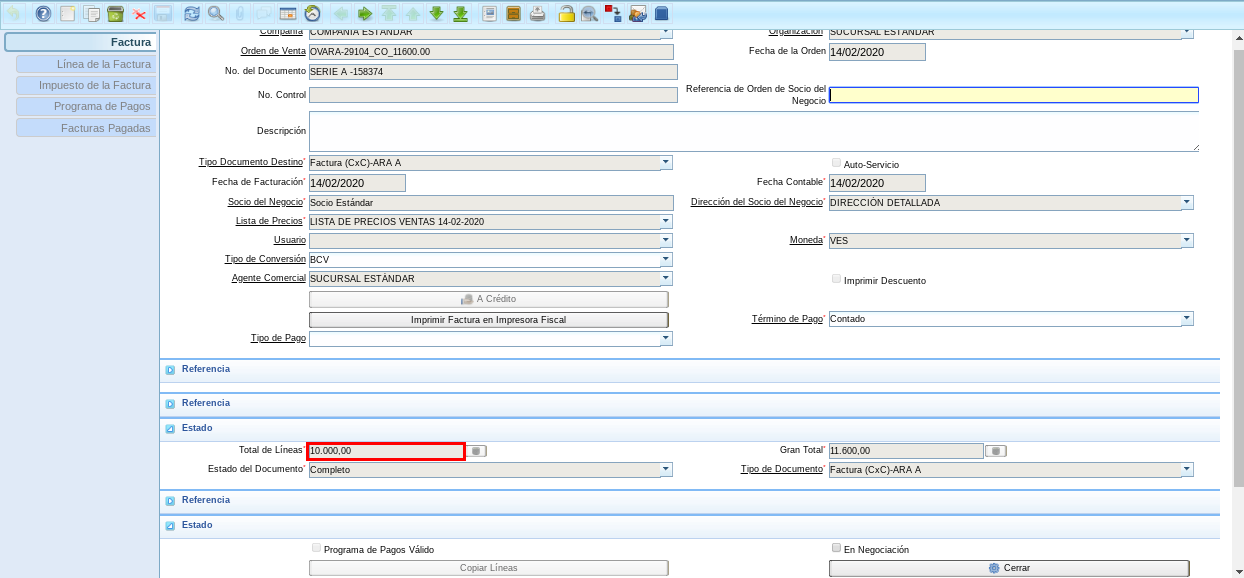 Factura
Línea de la Factura
Impuesto de la Factura
Programa de Pagos
Facturas Pagadas
Compañía COMPAÑÍA ESTÁNDAR Organización* SUCURSAL ESTÁNDAR
Orden de Venta OVARA-29104_CO_11600.00 Fecha de la Orden 14/02/2020
No. del Documento SERIE A -158374
No. Control Referencia de Orden de Socio del
Negocio
Descripción
Tipo Documento Destino* Factura (CxC)-ARA A Auto-Servicio
Fecha de Facturación* 14/02/2020 Fecha Contable* 14/02/2020
Socio del Negocio* Socio Estándar Dirección del Socio del Negocio* DIRECCIÓN DETALLADA
Lista de Precios* LISTA DE PRECIOS VENTAS 14-02-2020
Usuario Moneda* VES
Tipo de Conversión BCV
Agente Comercial SUCURSAL ESTÁNDAR Imprimir Descuento
A Crédito
Imprimir Factura en Impresora Fiscal Término de Pago* Contado
Tipo de Pago
Referencia
Referencia
Estado
Total de Líneas* 10.000,00 Gran Total* 11.600,00
Estado del Documento* Completo Tipo de Documento* Factura (CxC)-ARA A
Referencia
Estado
Programa de Pagos Válido En Negociación
Copiar Líneas Cerrar